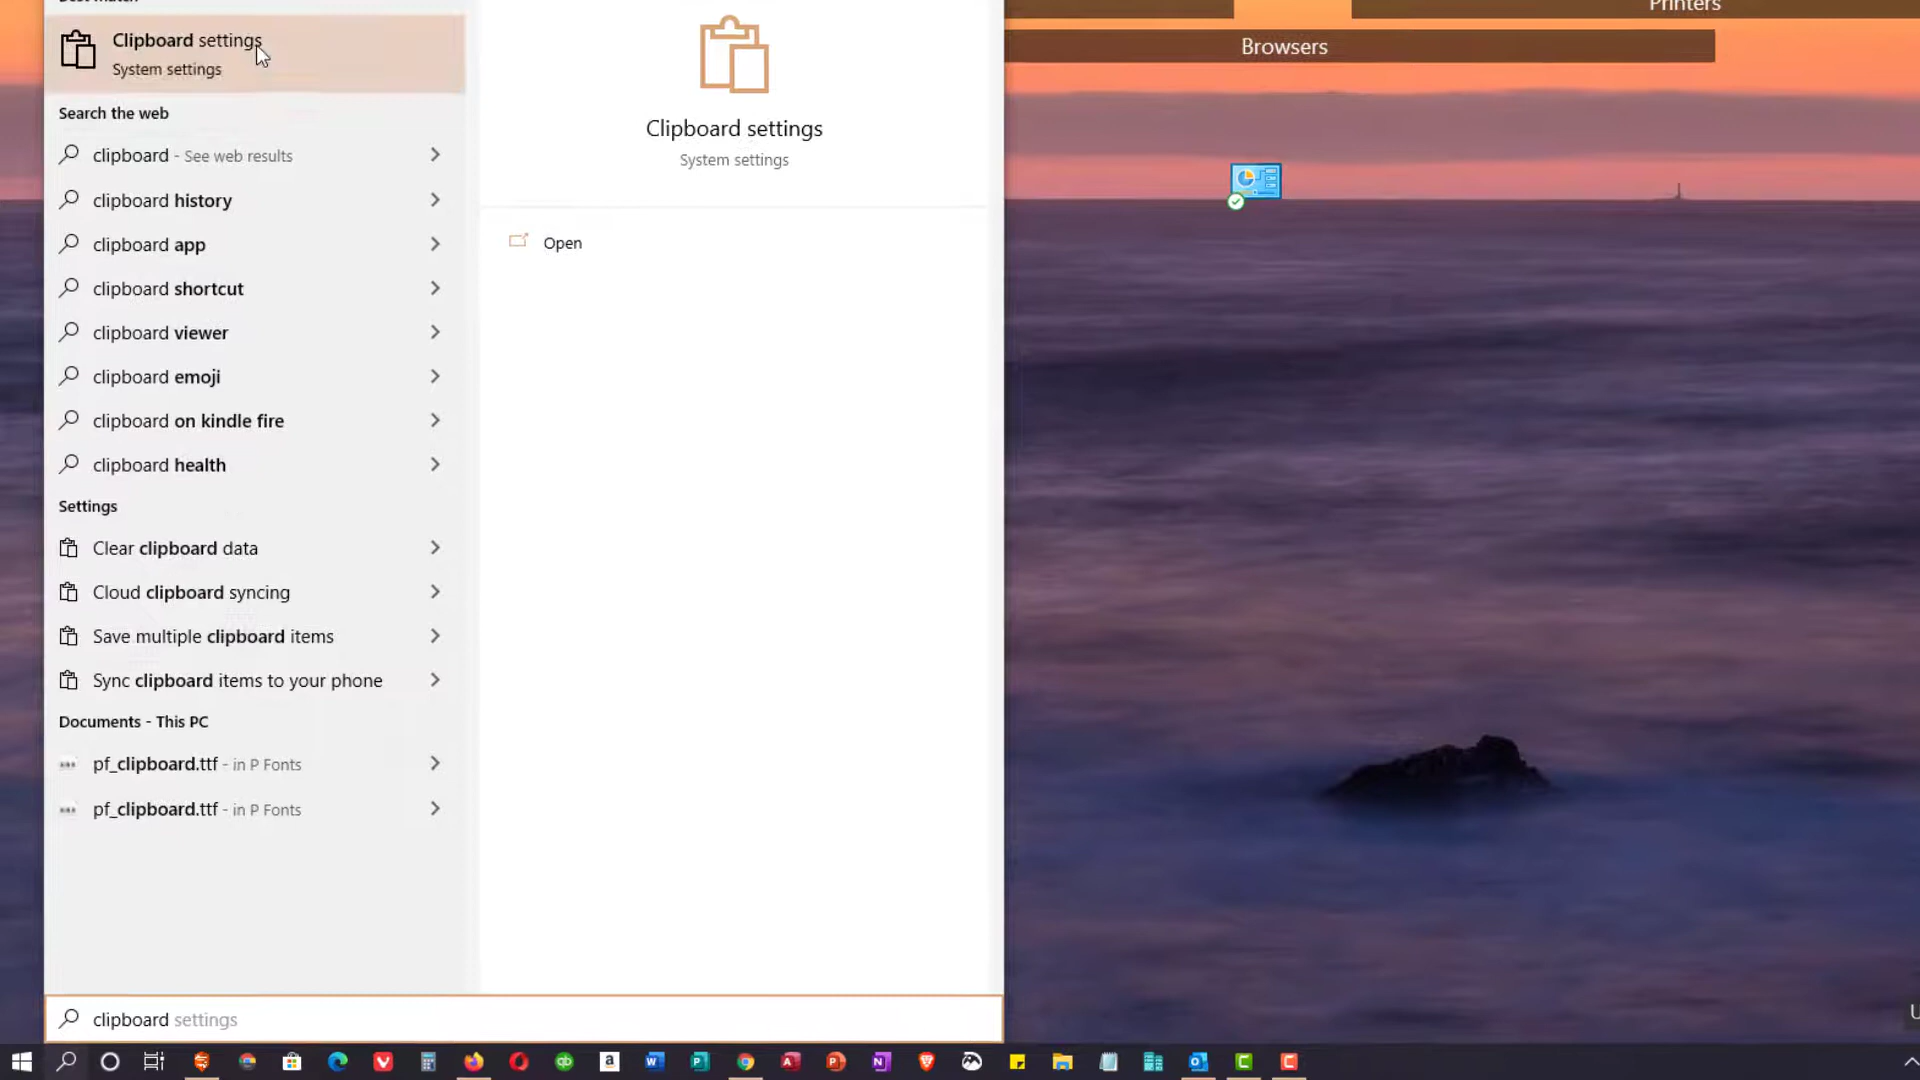 Best match
Clipboard settings
System settings
Search the web
clipboard - See web results
clipboard history
clipboard app
clipboard shortcut
clipboard viewer
clipboard emoji
clipboard on kindle fire
clipboard health
Settings
Clear clipboard data
Cloud clipboard syncing
Save multiple clipboard items
Sync clipboard items to your phone
Documents - This PC
pf_clipboard.ttf - in P Fonts
pf_clipboard.ttf - in P Fonts
clipboard settings
Clipboard settings
System settings
Open
Printers
Browsers